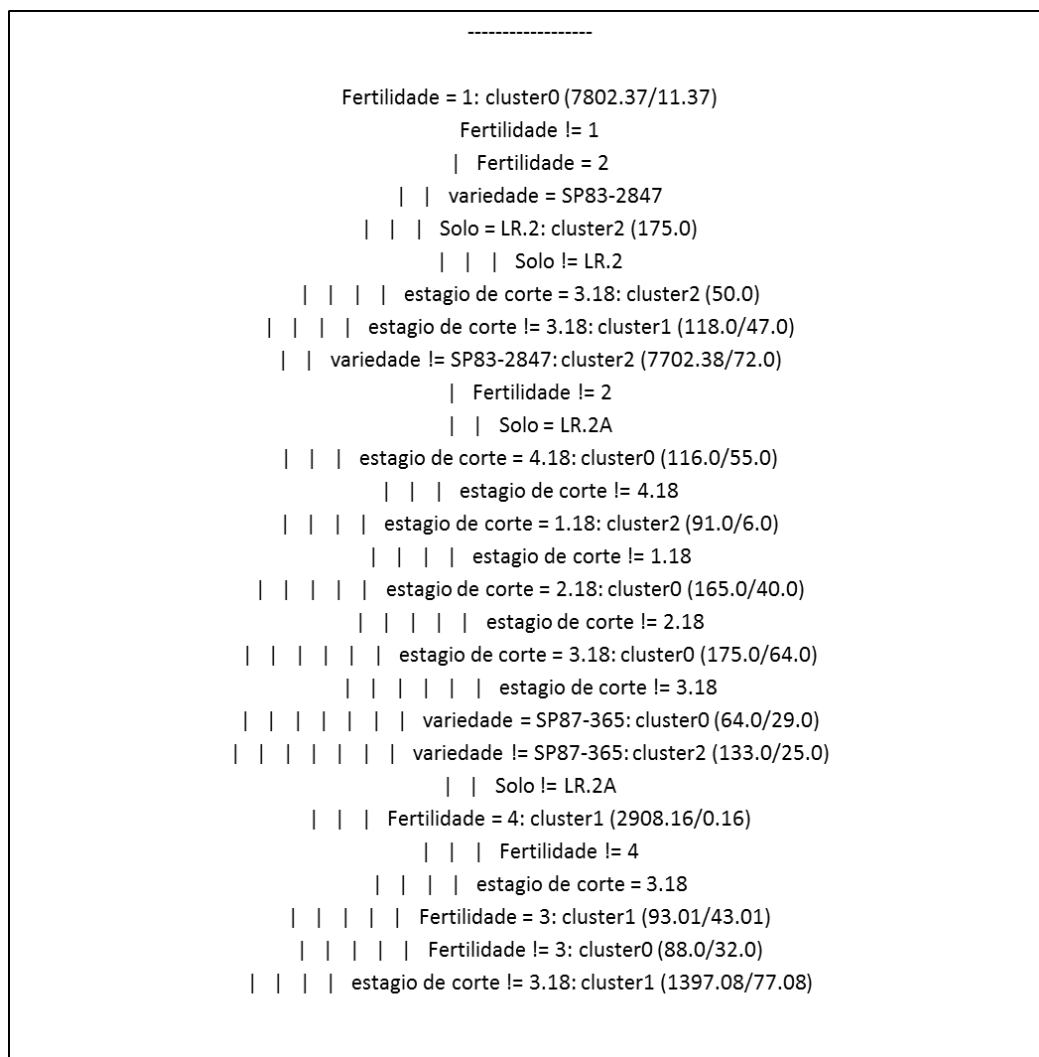 ------------------
Fertilidade = 1: cluster0 (7802.37/11.37)
Fertilidade != 1
| Fertilidade = 2
| | variedade = SP83-2847
| | | Solo = LR.2: cluster2 (175.0)
| | | Solo != LR.2
| | | | estagio de corte = 3.18: cluster2 (50.0)
| | | | estagio de corte != 3.18: cluster1 (118.0/47.0)
| | variedade != SP83-2847: cluster2 (7702.38/72.0)
| Fertilidade != 2
| | Solo = LR.2A
| | | estagio de corte = 4.18: cluster0 (116.0/55.0)
| | | estagio de corte != 4.18
| | | | estagio de corte = 1.18: cluster2 (91.0/6.0)
| | | | estagio de corte != 1.18
| | | | | estagio de corte = 2.18: cluster0 (165.0/40.0)
| | | | | estagio de corte != 2.18
| | | | | | estagio de corte = 3.18: cluster0 (175.0/64.0)
| | | | | | estagio de corte != 3.18
| | | | | | | variedade = SP87-365: cluster0 (64.0/29.0)
| | | | | | | variedade != SP87-365: cluster2 (133.0/25.0)
| | Solo != LR.2A
| | | Fertilidade = 4: cluster1 (2908.16/0.16)
| | | Fertilidade != 4
| | | | estagio de corte = 3.18
| | | | | Fertilidade = 3: cluster1 (93.01/43.01)
| | | | | Fertilidade != 3: cluster0 (88.0/32.0)
| | | | estagio de corte != 3.18: cluster1 (1397.08/77.08)